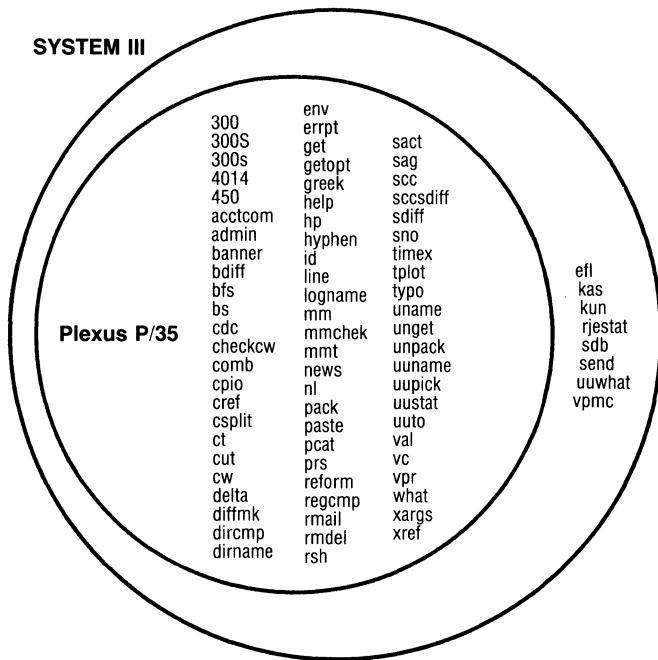 SYSTEM III
Plexus P/35
300
300S
300s
4014
450
acctcom
admin
banner
bdiff
bfs
bs
cdc
checkcw
comb
cpio
cref
csplit
ct
cut
cw
delta
diffmk
dircmp
dirname
env
errpt
get
getopt
greek
help
hp
hyphen
id
line
logname
mm
mmchek
mmt
news
nl
pack
paste
pcat
prs
reform
regcmp
rmail
rmdel
rsh
sact
sag
scc
sccsdiff
sdiff
sno
timex
tplot
typo
uname
unget
unpack
uuname
uupick
uustat
uuto
val
vc
vpr
what
xargs
xref
efl
kas
kun
rjestat
sdb
send
uuwhat
vpmc